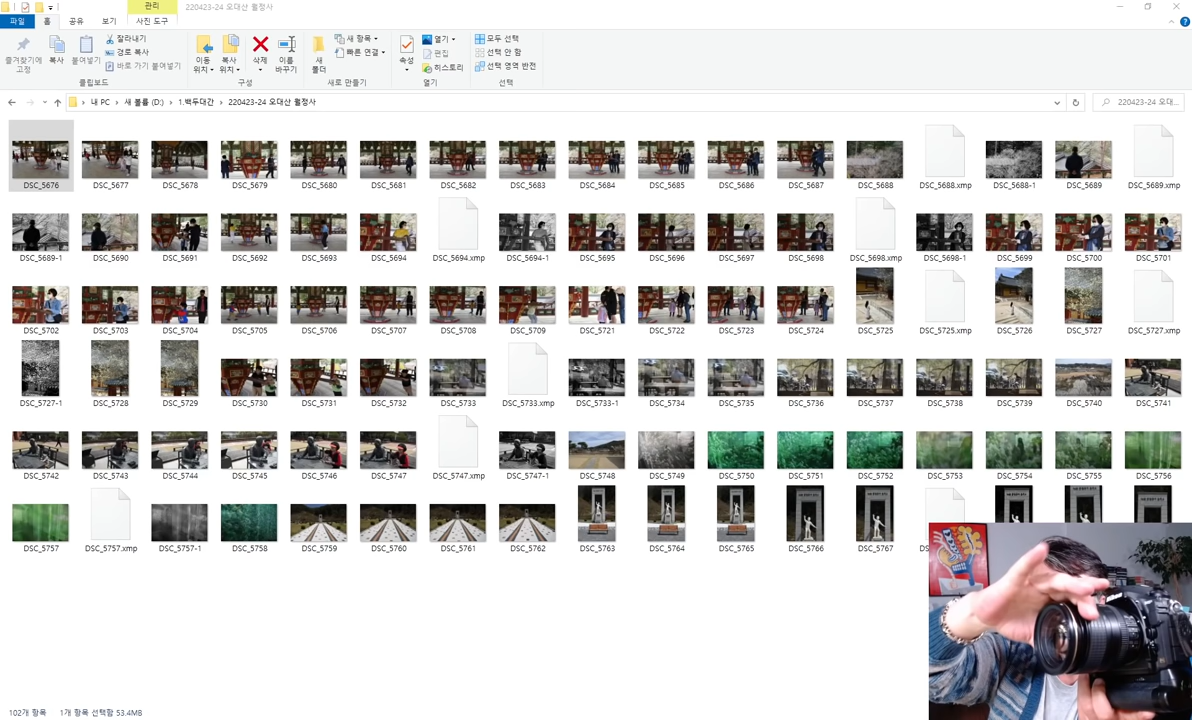 관리
220423-24 오대산 월정사
파일 홈 공유 보기 사진 도구
즐겨찾기에 고정
복사
붙여넣기
잘라내기
경로 복사
바로 가기 붙여넣기
클립보드
이동 위치
복사 위치
삭제
이름 바꾸기
구성
새 폴더
새 항목
빠른 연결
새로 만들기
속성
열기
편집
히스토리
열기
모두 선택
선택 안 함
선택 영역 반전
선택
내 PC > 새 볼륨 (D:) > 1.백두대간 > 220423-24 오대산 월정사
220423-24 오대...
DSC_5676 DSC_5677 DSC_5678 DSC_5679 DSC_5680 DSC_5681 DSC_5682 DSC_5683 DSC_5684 DSC_5685 DSC_5686 DSC_5687 DSC_5688 DSC_5688.xmp DSC_5688-1 DSC_5689 DSC_5689.xmp
DSC_5689-1 DSC_5690 DSC_5691 DSC_5692 DSC_5693 DSC_5694 DSC_5694.xmp DSC_5694-1 DSC_5695 DSC_5696 DSC_5697 DSC_5698 DSC_5698.xmp DSC_5698-1 DSC_5699 DSC_5700 DSC_5701
DSC_5702 DSC_5703 DSC_5704 DSC_5705 DSC_5706 DSC_5707 DSC_5708 DSC_5709 DSC_5721 DSC_5722 DSC_5723 DSC_5724 DSC_5725 DSC_5725.xmp DSC_5726 DSC_5727 DSC_5727.xmp
DSC_5727-1 DSC_5728 DSC_5729 DSC_5730 DSC_5731 DSC_5732 DSC_5733 DSC_5733.xmp DSC_5733-1 DSC_5734 DSC_5735 DSC_5736 DSC_5737 DSC_5738 DSC_5739 DSC_5740 DSC_5741
DSC_5742 DSC_5743 DSC_5744 DSC_5745 DSC_5746 DSC_5747 DSC_5747.xmp DSC_5747-1 DSC_5748 DSC_5749 DSC_5750 DSC_5751 DSC_5752 DSC_5753 DSC_5754 DSC_5755 DSC_5756
DSC_5757 DSC_5757.xmp DSC_5757-1 DSC_5758 DSC_5759 DSC_5760 DSC_5761 DSC_5762 DSC_5763 DSC_5764 DSC_5765 DSC_5766 DSC_5767
102개 항목 1개 항목 선택함 53.4MB